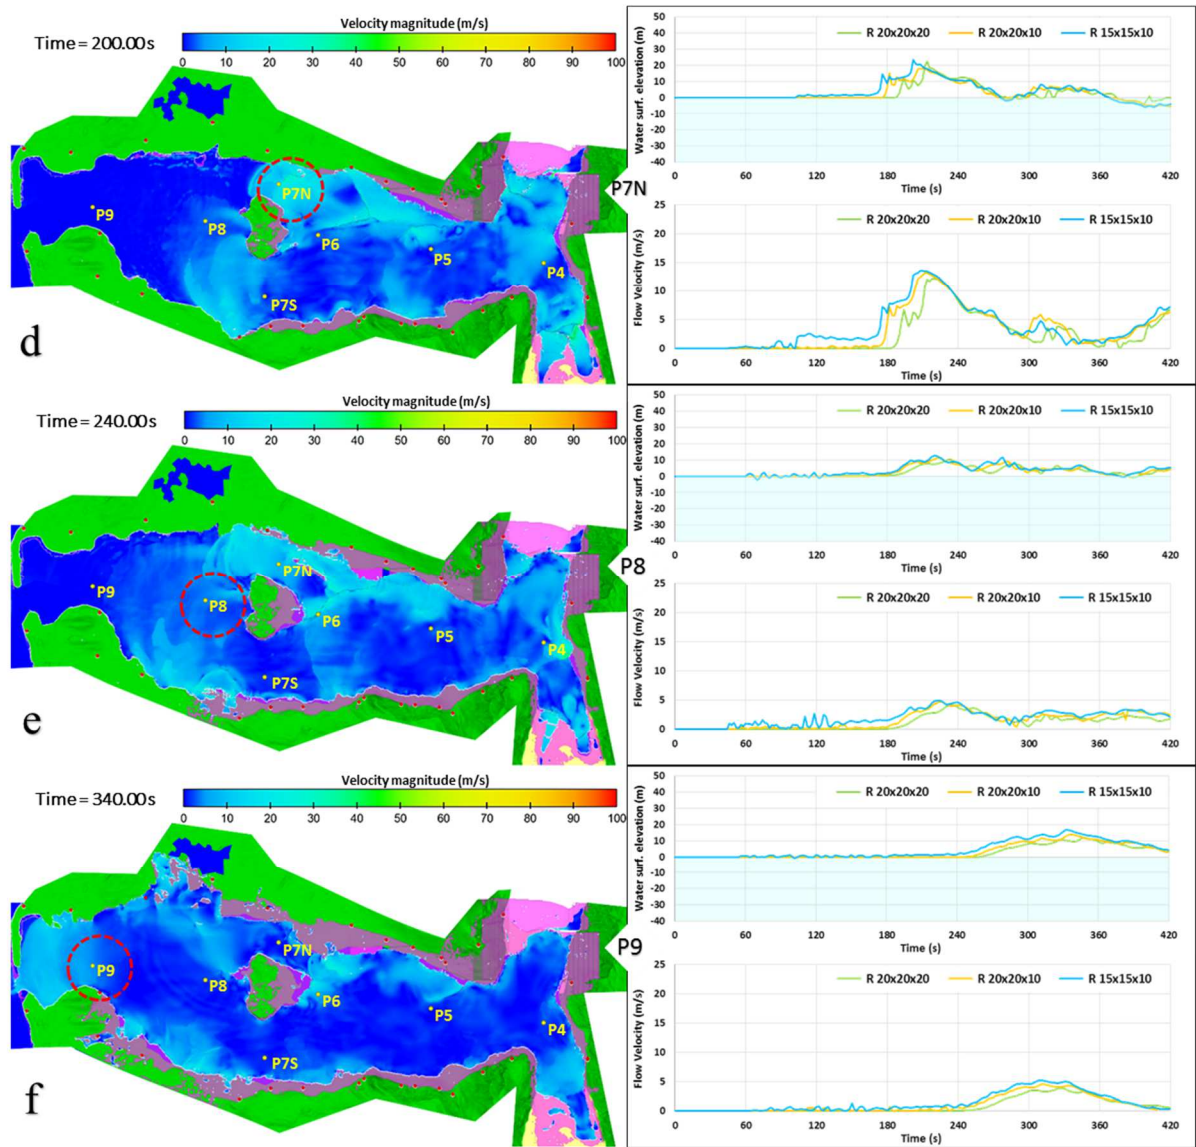 Velocity magnitude (m/s)
Time = 200.00s
0 10 20 30 40 50 60 70 80 90 100
P7N
P9
P8
P6
P5
P4
P7S
d
50
40
30
20
10
0
-10
-20
-30
-40
Water surf. elevation (m)
R 20x20x20 R 20x20x10 R 15x15x10
0 60 120 180 240 300 360 420
Time (s)
P7N
25
20
15
10
5
0
Flow Velocity (m/s)
R 20x20x20 R 20x20x10 R 15x15x10
0 60 120 180 240 300 360 420
Time (s)
Velocity magnitude (m/s)
Time = 240.00s
0 10 20 30 40 50 60 70 80 90 100
P7N
P9
P8
P6
P5
P4
P7S
e
50
40
30
20
10
0
-10
-20
-30
-40
Water surf. elevation (m)
R 20x20x20 R 20x20x10 R 15x15x10
0 60 120 180 240 300 360 420
Time (s)
P8
25
20
15
10
5
0
Flow Velocity (m/s)
R 20x20x20 R 20x20x10 R 15x15x10
0 60 120 180 240 300 360 420
Time (s)
Velocity magnitude (m/s)
Time = 340.00s
0 10 20 30 40 50 60 70 80 90 100
P7N
P9
P8
P6
P5
P4
P7S
f
50
40
30
20
10
0
-10
-20
-30
-40
Water surf. elevation (m)
R 20x20x20 R 20x20x10 R 15x15x10
0 60 120 180 240 300 360 420
Time (s)
P9
25
20
15
10
5
0
Flow Velocity (m/s)
R 20x20x20 R 20x20x10 R 15x15x10
0 60 120 180 240 300 360 420
Time (s)